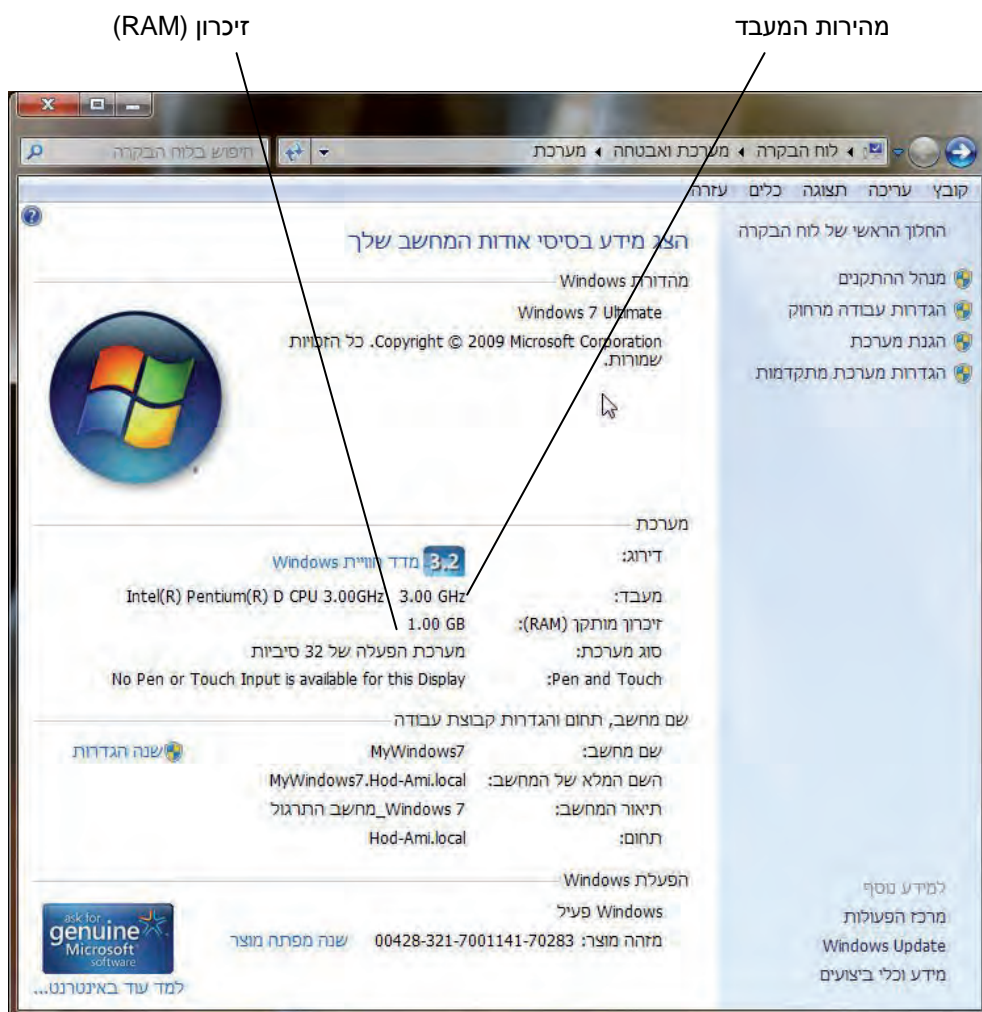 מהירות המעבד
זיכרון (RAM)
לוח הבקרה
מערכת ואבטחה
מערכת
חיפוש בלוח הבקרה
קובץ עריכה תצוגה כלים עזרה
החלון הראשי של לוח הבקרה
מנהל ההתקנים
הגדרות עבודה מרחוק
הגנת מערכת
הגדרות מערכת מתקדמות
למידע נוסף
מרכז הפעולות
Windows Update
מידע וכלי ביצועים
הצג מידע בסיסי אודות המחשב שלך
מהדורת Windows
Windows 7 Ultimate
Copyright © 2009 Microsoft Corporation. כל הזכויות
שמורות.
מערכת
דירוג: 3.2 מדד חוויית Windows
מעבד: Intel(R) Pentium(R) D CPU 3.00GHz 3.00 GHz
זיכרון מותקן (RAM): 1.00 GB
סוג מערכת: מערכת הפעלה של 32 סיביות
Pen and Touch: No Pen or Touch Input is available for this Display
שם מחשב, תחום והגדרות קבוצת עבודה
שם מחשב: MyWindows7 שנה הגדרות
השם המלא של המחשב: MyWindows7.Hod-Ami.local
תיאור המחשב: Windows 7_מחשב התרגול
תחום: Hod-Ami.local
הפעלת Windows
Windows פעיל
מזהה מוצר: 00428-321-7001141-70283 שנה מפתח מוצר
ask for
genuine
Microsoft
software
למד עוד באינטרנט...